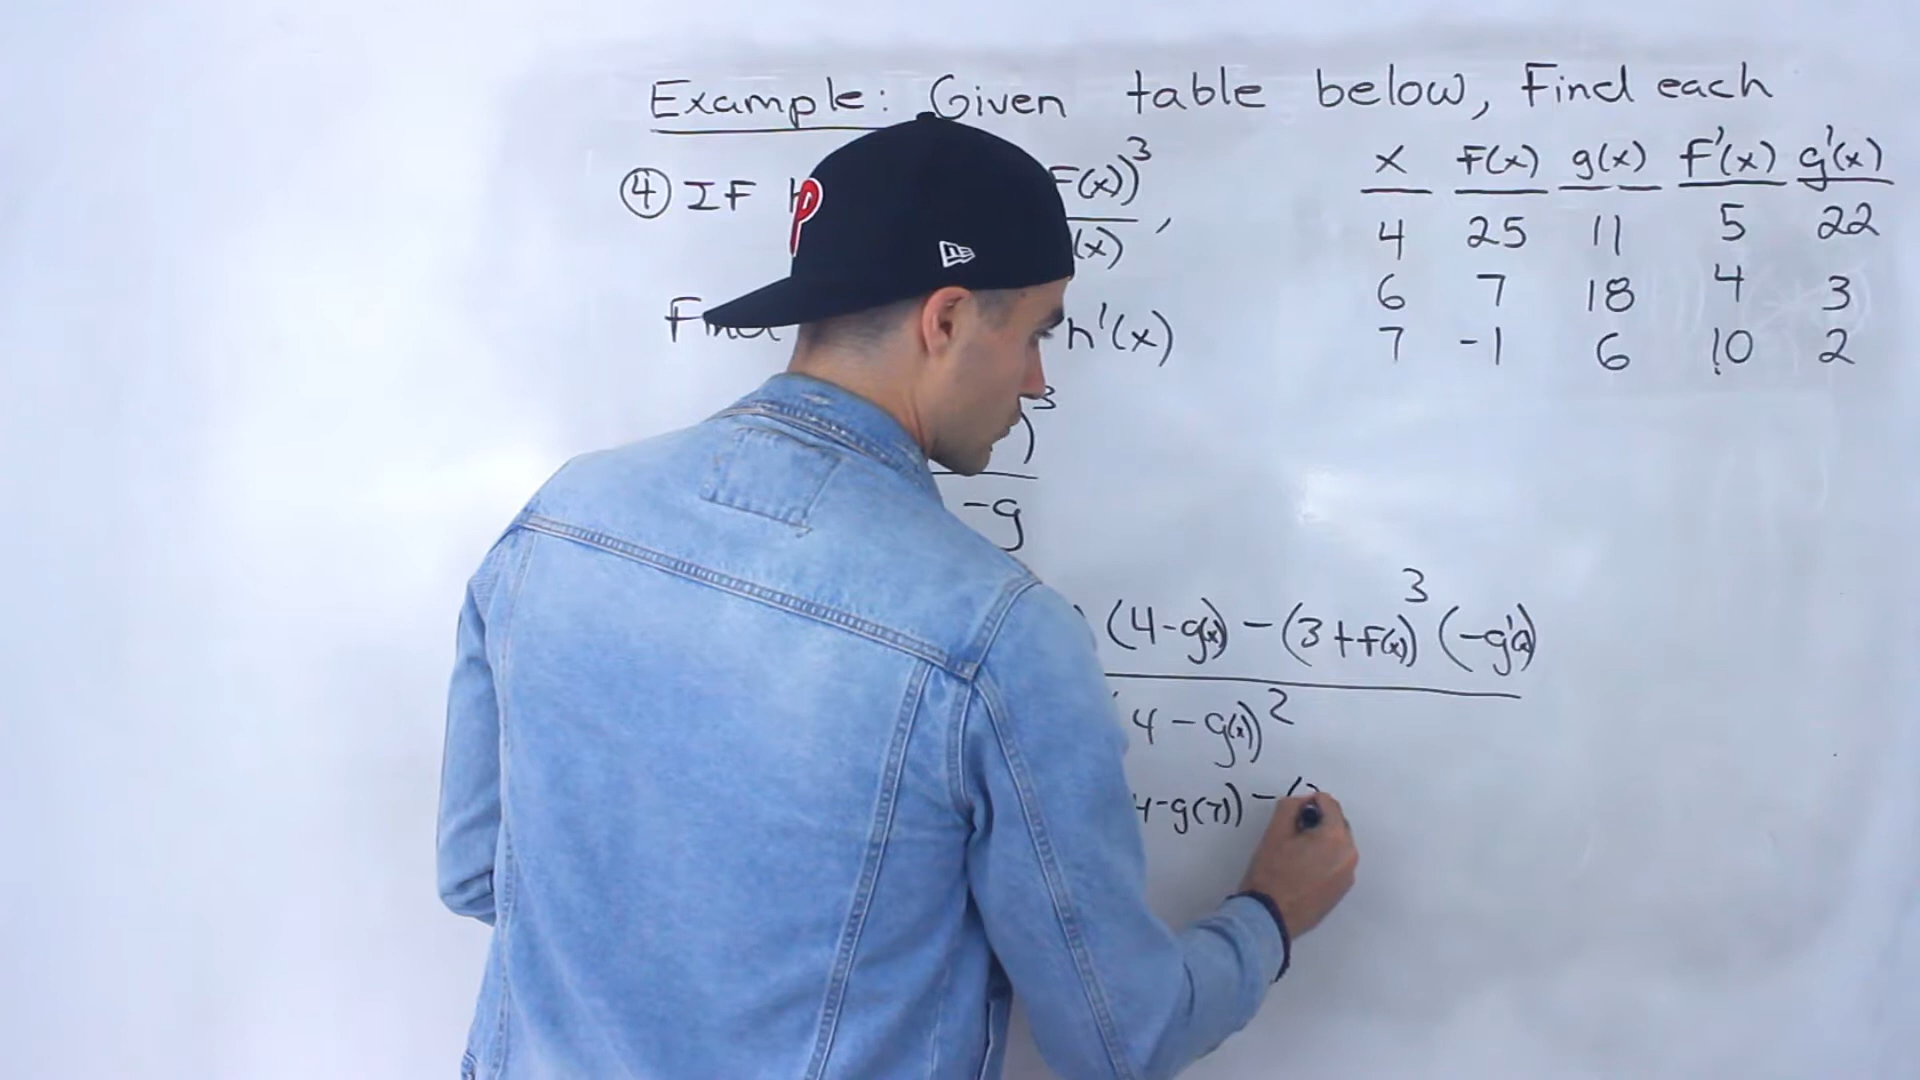 Example: Given table below, Find each
④ IF F(x))³
(x) ,
Find h'(x)
x F(x) g(x) F'(x) g'(x)
4 25 11 5 22
6 7 18 4 3
7 -1 6 10 2
)³
-g
(4-g(x)) - (3+f(x))³ (-g'(x))
4 - g(x))²
4-g(7)) - (
P